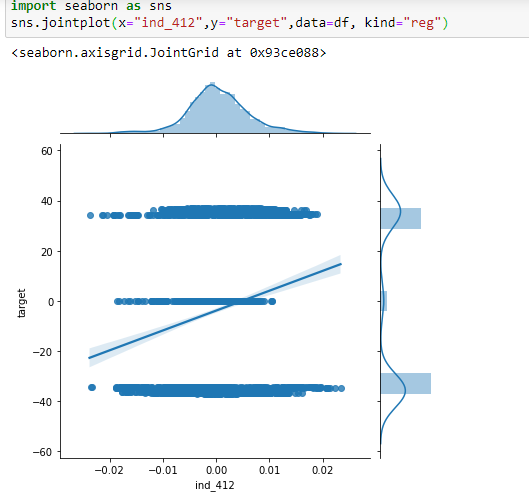 import seaborn as sns
sns.jointplot(x="ind_412",y="target",data=df, kind="reg")
<seaborn.axisgrid.JointGrid at 0x93ce088>
60
40
20
0
−20
−40
−60
target
−0.02 −0.01 0.00 0.01 0.02
ind_412